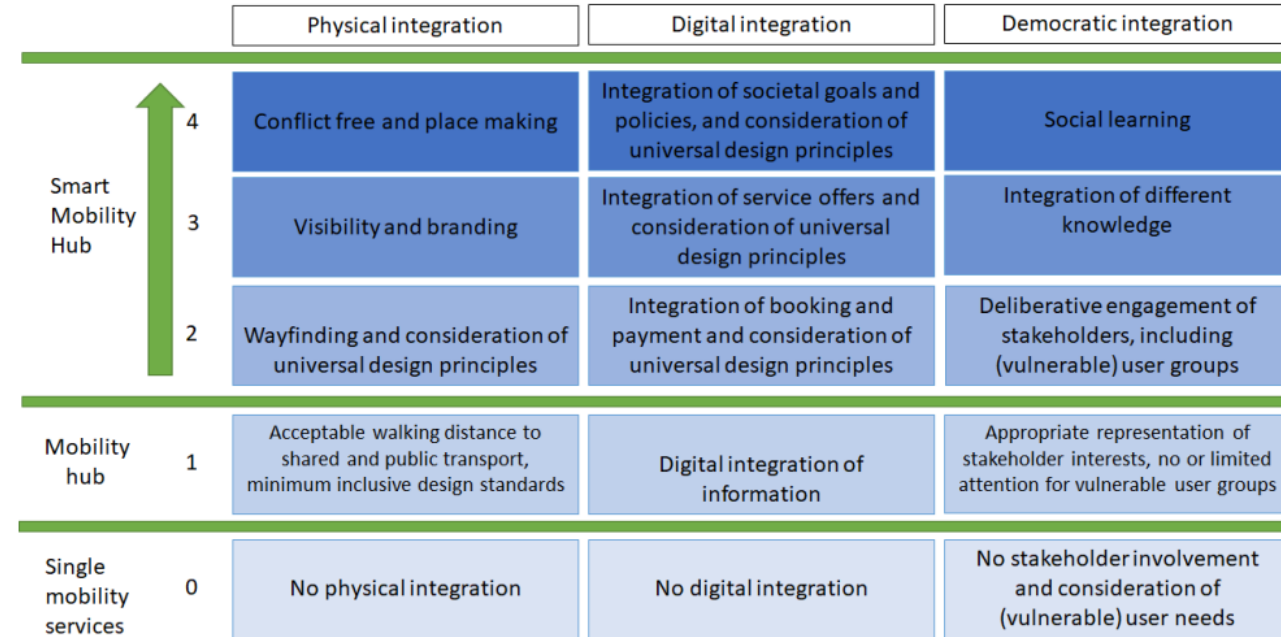 Physical integration
Digital integration
Democratic integration
Smart
Mobility
Hub
4
Conflict free and place making
Integration of societal goals and
policies, and consideration of
universal design principles
Social learning
3
Visibility and branding
Integration of service offers and
consideration of universal
design principles
Integration of different
knowledge
2
Wayfinding and consideration of
universal design principles
Integration of booking and
payment and consideration of
universal design principles
Deliberative engagement of
stakeholders, including
(vulnerable) user groups
Mobility
hub
1
Acceptable walking distance to
shared and public transport,
minimum inclusive design standards
Digital integration of
information
Appropriate representation of
stakeholder interests, no or limited
attention for vulnerable user groups
Single
mobility
services
0
No physical integration
No digital integration
No stakeholder involvement
and consideration of
(vulnerable) user needs